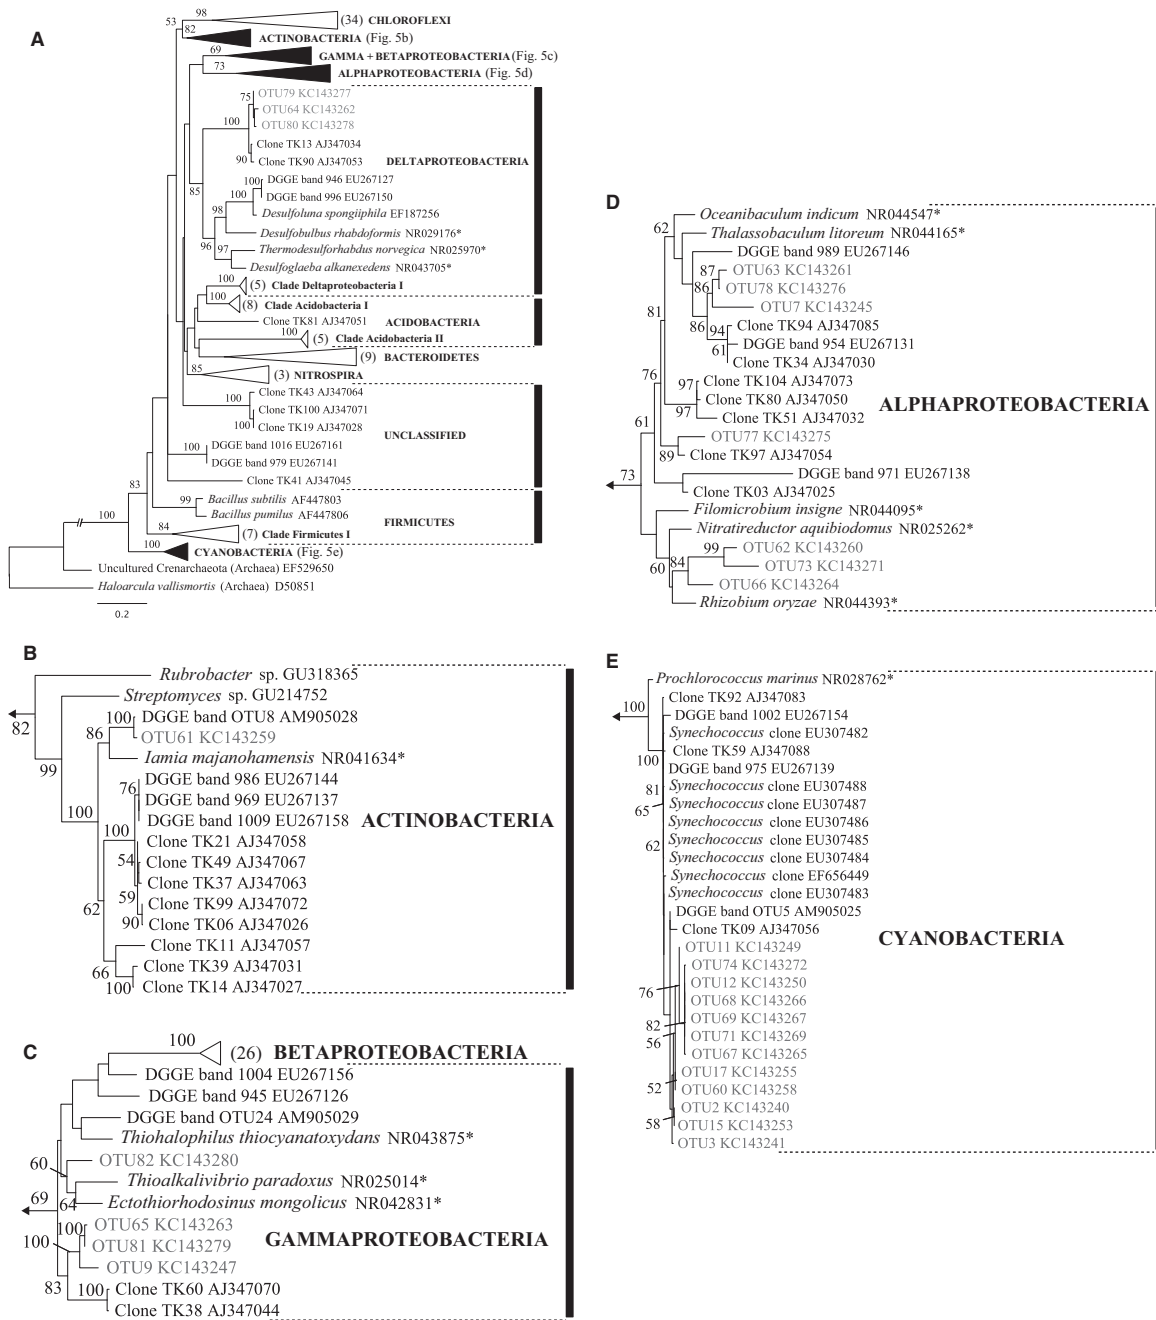 A
53
98
(34) CHLOROFLEXI
82
ACTINOBACTERIA (Fig. 5b)
69
GAMMA + BETAPROTEOBACTERIA (Fig. 5c)
73
ALPHAPROTEOBACTERIA (Fig. 5d)
OTU79 KC143277
75
OTU64 KC143262
100
OTU80 KC143278
Clone TK13 AJ347034
90
Clone TK90 AJ347053
DELTAPROTEOBACTERIA
85
100
DGGE band 946 EU267127
100
DGGE band 996 EU267150
98
Desulfoluna spongiiphila EF187256
Desulfobulbus rhabdoformis NR029176*
96
97
Thermodesulforhabdus norvegica NR025970*
Desulfoglaeba alkanexedens NR043705*
100
(5) Clade Deltaproteobacteria I
100
(8) Clade Acidobacteria I
Clone TK81 AJ347051
ACIDOBACTERIA
100
(5) Clade Acidobacteria II
(9) BACTEROIDETES
85
(3) NITROSPIRA
Clone TK43 AJ347064
100
Clone TK100 AJ347071
100
Clone TK19 AJ347028
UNCLASSIFIED
100
DGGE band 1016 EU267161
DGGE band 979 EU267141
Clone TK41 AJ347045
83
99
Bacillus subtilis AF447803
Bacillus pumilus AF447806
FIRMICUTES
100
84
(7) Clade Firmicutes I
100
CYANOBACTERIA (Fig. 5e)
Uncultured Crenarchaeota (Archaea) EF529650
Haloarcula vallismortis (Archaea) D50851
0.2
B
Rubrobacter sp. GU318365
Streptomyces sp. GU214752
82
100
DGGE band OTU8 AM905028
86
OTU61 KC143259
Iamia majanohamensis NR041634*
99
76
DGGE band 986 EU267144
DGGE band 969 EU267137
100
DGGE band 1009 EU267158
ACTINOBACTERIA
100
Clone TK21 AJ347058
54
Clone TK49 AJ347067
Clone TK37 AJ347063
59
Clone TK99 AJ347072
62
90
Clone TK06 AJ347026
Clone TK11 AJ347057
66
Clone TK39 AJ347031
100
Clone TK14 AJ347027
C
100
(26) BETAPROTEOBACTERIA
DGGE band 1004 EU267156
DGGE band 945 EU267126
DGGE band OTU24 AM905029
Thiohalophilus thiocyanatoxydans NR043875*
60
OTU82 KC143280
Thioalkalivibrio paradoxus NR025014*
69
64
Ectothiorhodosinus mongolicus NR042831*
100
OTU65 KC143263
100
OTU81 KC143279
GAMMAPROTEOBACTERIA
OTU9 KC143247
83
100
Clone TK60 AJ347070
Clone TK38 AJ347044
D
Oceanibaculum indicum NR044547*
62
Thalassobaculum litoreum NR044165*
DGGE band 989 EU267146
87
OTU63 KC143261
86
OTU78 KC143276
OTU7 KC143245
81
86
94
Clone TK94 AJ347085
61
DGGE band 954 EU267131
Clone TK34 AJ347030
76
97
Clone TK104 AJ347073
Clone TK80 AJ347050
97
Clone TK51 AJ347032
ALPHAPROTEOBACTERIA
61
OTU77 KC143275
89
Clone TK97 AJ347054
73
DGGE band 971 EU267138
Clone TK03 AJ347025
Filomicrobium insigne NR044095*
Nitratireductor aquibiodomus NR025262*
99
OTU62 KC143260
60
84
OTU73 KC143271
OTU66 KC143264
Rhizobium oryzae NR044393*
E
Prochlorococcus marinus NR028762*
100
Clone TK92 AJ347083
DGGE band 1002 EU267154
Synechococcus clone EU307482
Clone TK59 AJ347088
100
DGGE band 975 EU267139
81
Synechococcus clone EU307488
65
Synechococcus clone EU307487
Synechococcus clone EU307486
62
Synechococcus clone EU307485
Synechococcus clone EU307484
Synechococcus clone EF656449
Synechococcus clone EU307483
DGGE band OTU5 AM905025
Clone TK09 AJ347056
CYANOBACTERIA
OTU11 KC143249
OTU74 KC143272
76
OTU12 KC143250
OTU68 KC143266
82
OTU69 KC143267
56
OTU71 KC143269
OTU67 KC143265
OTU17 KC143255
52
OTU60 KC143258
OTU2 KC143240
58
OTU15 KC143253
OTU3 KC143241